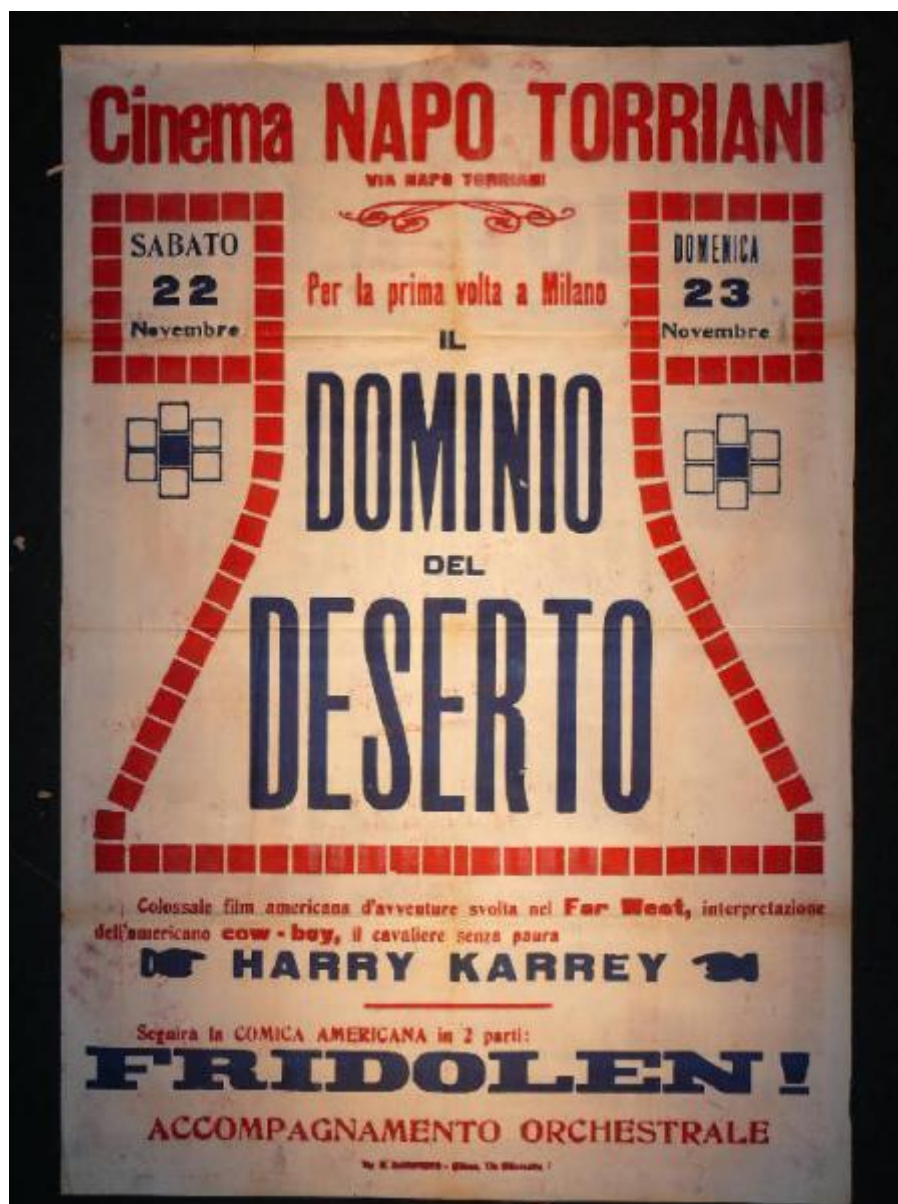 Cinema NAPO TORRIANI
VIA NAPO TORRIANI
SABATO
22
Novembre
DOMENICA
23
Novembre
Per la prima volta a Milano
IL
DOMINIO
DEL
DESERTO
Colossale film americana d'avventure svolta nel Far West, interpretazione
dell'americano cow-boy, il cavaliere senza paura
HARRY KARREY
Seguirà la COMICA AMERICANA in 2 parti:
FRIDOLEN!
ACCOMPAGNAMENTO ORCHESTRALE